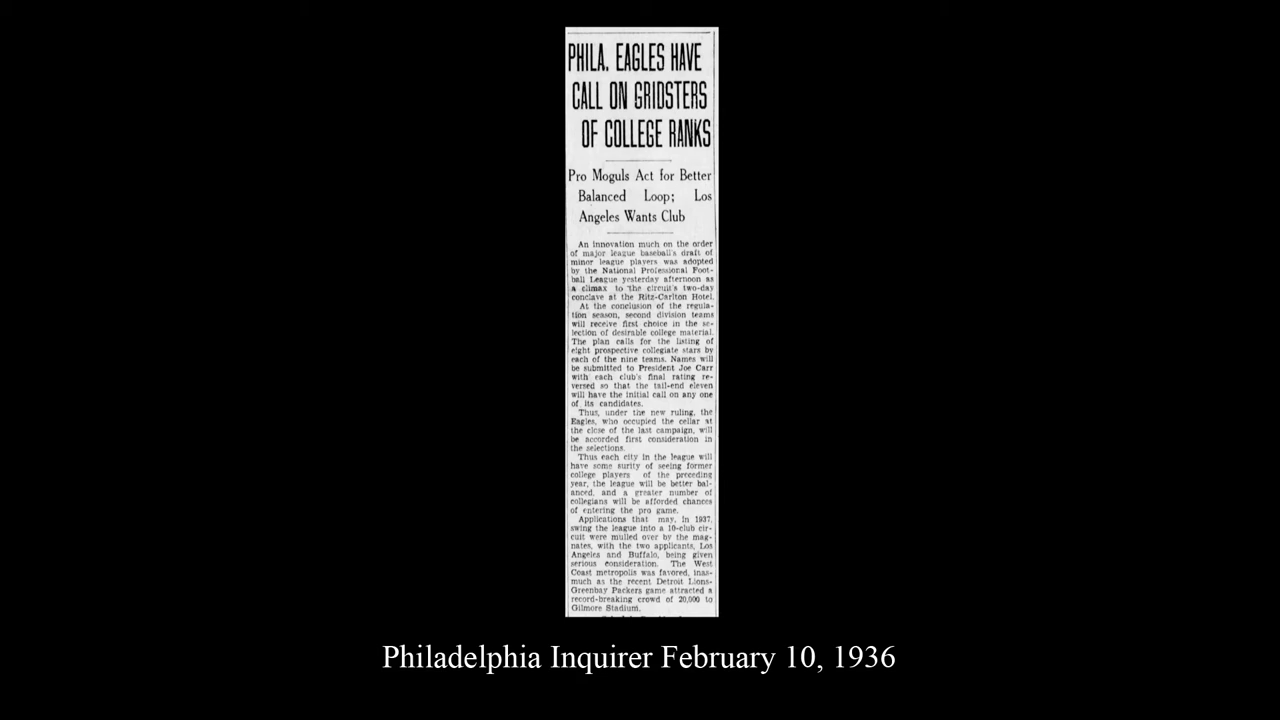 PHILA. EAGLES HAVE
CALL ON GRIDSTERS
OF COLLEGE RANKS
Pro Moguls Act for Better
Balanced Loop; Los
Angeles Wants Club
An innovation much on the order
of major league baseball's draft of
minor league players was adopted
by the National Professional Foot-
ball League yesterday afternoon as
a climax to the circuit's two-day
conclave at the Ritz-Carlton Hotel.
At the conclusion of the regula-
tion season, second division teams
will receive first choice in the se-
lection of desirable college material.
The plan calls for the listing of
eight prospective collegiate stars by
each of the nine teams. Names will
be submitted to President Joe Carr
with each club's final rating re-
versed so that the tail-end eleven
will have the initial call on any one
of its candidates.
Thus, under the new ruling, the
Eagles, who occupied the cellar at
the close of the last campaign, will
be accorded first consideration in
the selections.
Thus each city in the league will
have some surity of seeing former
college players of the preceding
year, the league will be better bal-
anced, and a greater number of
collegians will be afforded chances
of entering the pro game.
Applications that may, in 1937,
swing the league into a 10-club cir-
cuit were mulled over by the mag-
nates, with the two applicants, Los
Angeles and Buffalo, being given
serious consideration. The West
Coast metropolis was favored, inas-
much as the recent Detroit Lions-
Greenbay Packers game attracted a
record-breaking crowd of 20,000 to
Gilmore Stadium.
Philadelphia Inquirer February 10, 1936